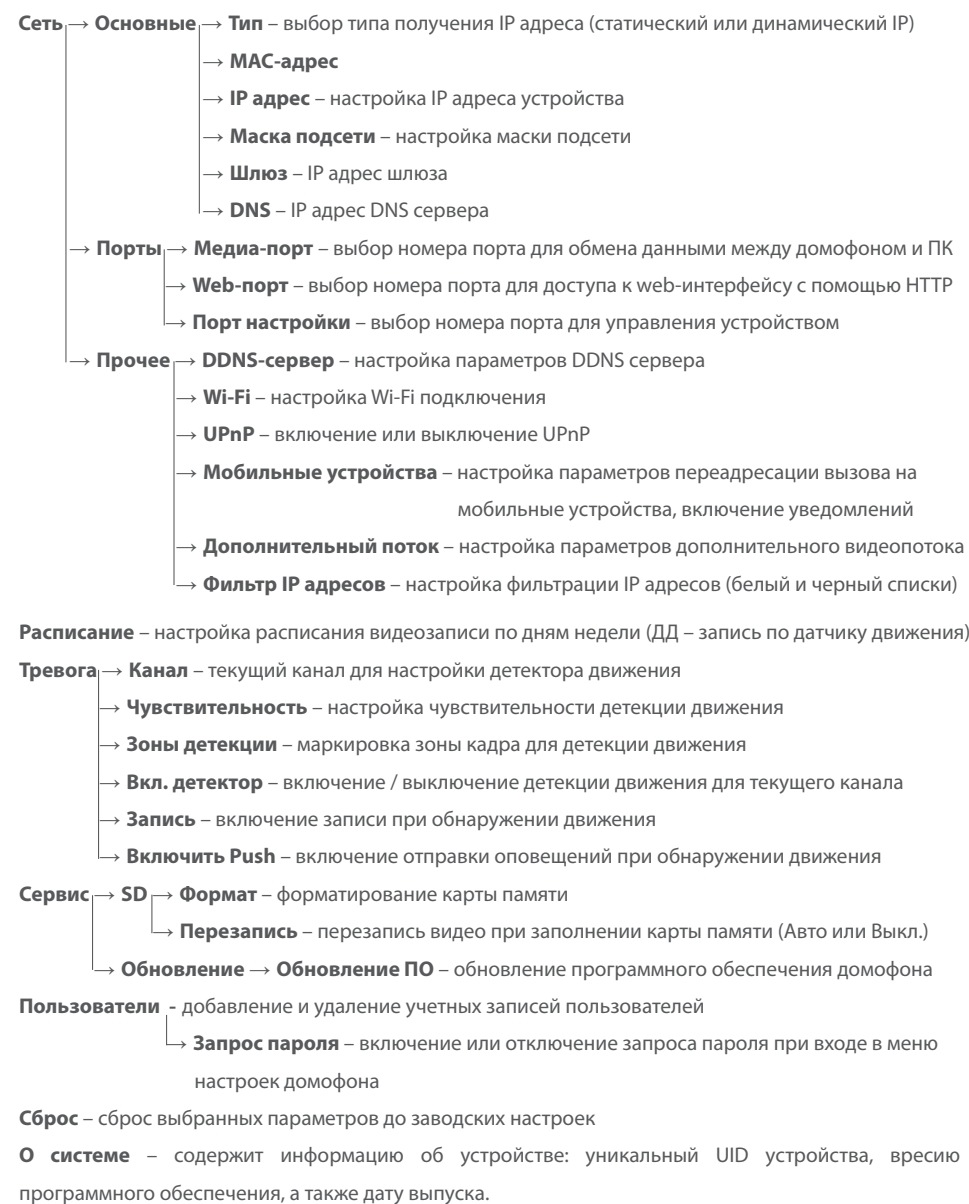 Сеть → Основные → Тип – выбор типа получения IP адреса (статический или динамический IP)
→ MAC-адрес
→ IP адрес – настройка IP адреса устройства
→ Маска подсети – настройка маски подсети
→ Шлюз – IP адрес шлюза
→ DNS – IP адрес DNS сервера
→ Порты → Медиа-порт – выбор номера порта для обмена данными между домофоном и ПК
→ Web-порт – выбор номера порта для доступа к web-интерфейсу с помощью HTTP
→ Порт настройки – выбор номера порта для управления устройством
→ Прочее → DDNS-сервер – настройка параметров DDNS сервера
→ Wi-Fi – настройка Wi-Fi подключения
→ UPnP – включение или выключение UPnP
→ Мобильные устройства – настройка параметров переадресации вызова на
мобильные устройства, включение уведомлений
→ Дополнительный поток – настройка параметров дополнительного видеопотока
→ Фильтр IP адресов – настройка фильтрации IP адресов (белый и черный списки)
Расписание – настройка расписания видеозаписи по дням недели (ДД – запись по датчику движения)
Тревога → Канал – текущий канал для настройки детектора движения
→ Чувствительность – настройка чувствительности детекции движения
→ Зоны детекции – маркировка зоны кадра для детекции движения
→ Вкл. детектор – включение / выключение детекции движения для текущего канала
→ Запись – включение записи при обнаружении движения
→ Включить Push – включение отправки оповещений при обнаружении движения
Сервис → SD → Формат – форматирование карты памяти
→ Перезапись – перезапись видео при заполнении карты памяти (Авто или Выкл.)
→ Обновление → Обновление ПО – обновление программного обеспечения домофона
Пользователи - добавление и удаление учетных записей пользователей
→ Запрос пароля – включение или отключение запроса пароля при входе в меню
настроек домофона
Сброс – сброс выбранных параметров до заводских настроек
О системе – содержит информацию об устройстве: уникальный UID устройства, вресию
программного обеспечения, а также дату выпуска.